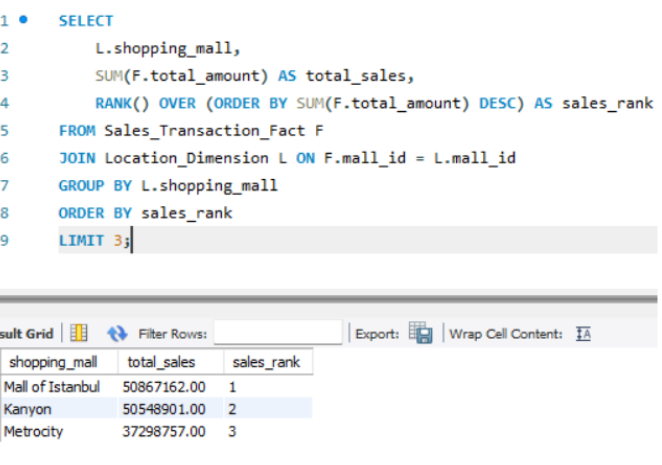 1 SELECT
2 L.shopping_mall,
3 SUM(F.total_amount) AS total_sales,
4 RANK() OVER (ORDER BY SUM(F.total_amount) DESC) AS sales_rank
5 FROM Sales_Transaction_Fact F
6 JOIN Location_Dimension L ON F.mall_id = L.mall_id
7 GROUP BY L.shopping_mall
8 ORDER BY sales_rank
9 LIMIT 3;
sult Grid Filter Rows: Export: Wrap Cell Content: IA
shopping_mall total_sales sales_rank
Mall of Istanbul 50867162.00 1
Kanyon 50548901.00 2
Metrocity 37298757.00 3